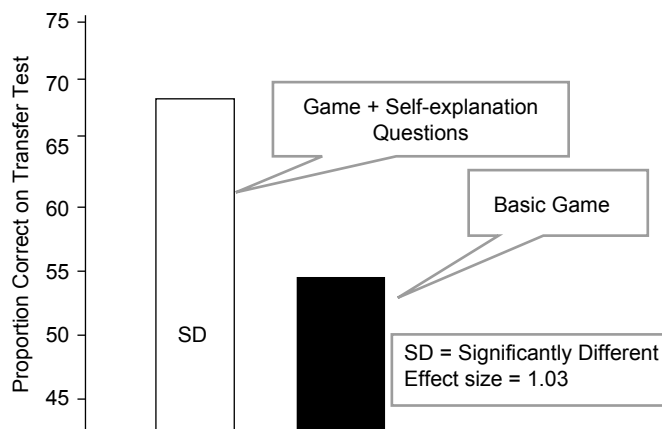 Proportion Correct on Transfer Test
75
70
65
60
55
50
45
Game + Self-explanation
Questions
Basic Game
SD
SD = Significantly Different
Effect size = 1.03